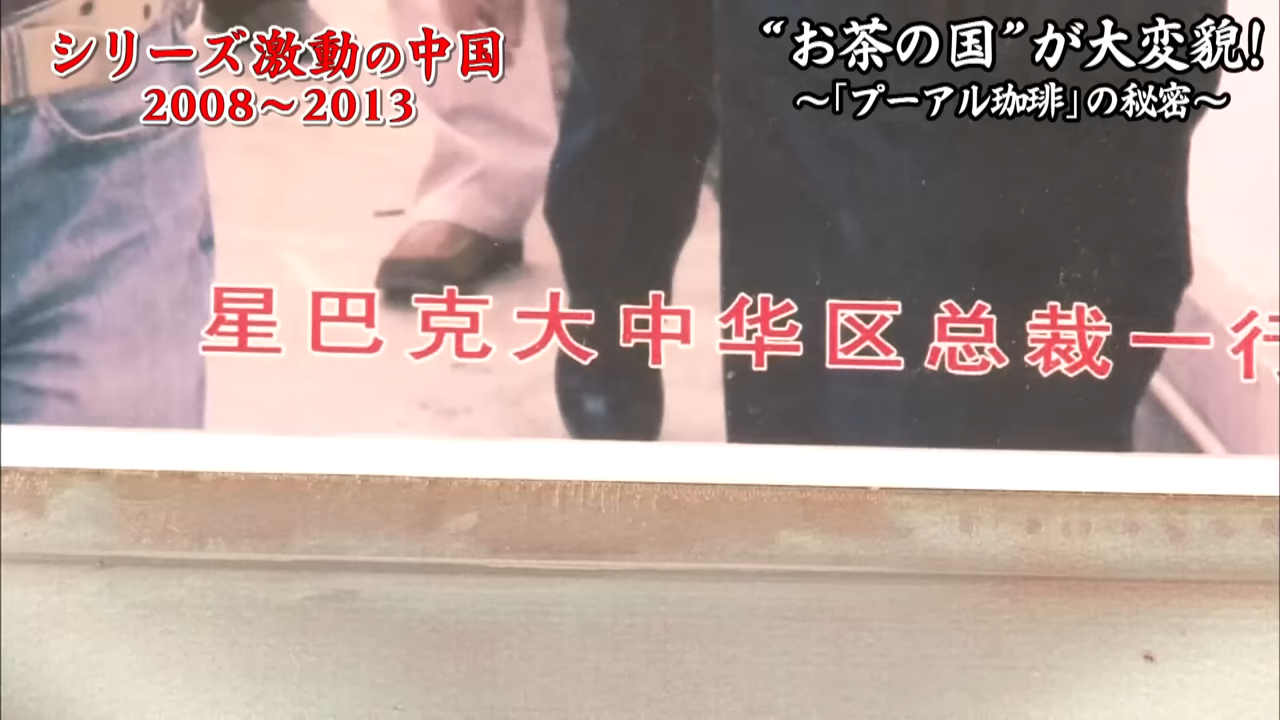 シリーズ激動の中国
2008～2013
“お茶の国”が大変貌!
～「プーアル珈琲」の秘密～
星巴克大中华区总裁一行